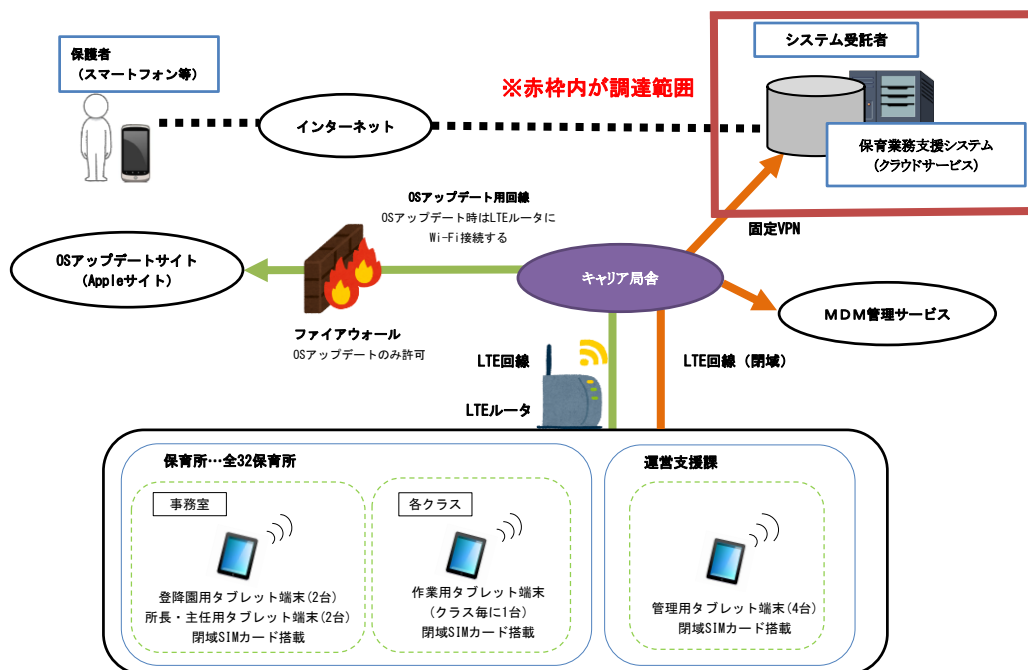 保護者
（スマートフォン等）
インターネット
※赤枠内が調達範囲
システム受託者
保育業務支援システム
(クラウドサービス)
固定VPN
OSアップデート用回線
OSアップデート時はLTEルータに
Wi-Fi接続する
OSアップデートサイト
(Appleサイト)
キャリア局舎
ＭＤＭ管理サービス
ファイアウォール
OSアップデートのみ許可
LTE回線
LTE回線（閉域）
LTEルータ
保育所…全32保育所
事務室
登降園用タブレット端末(2台)
所長・主任用タブレット端末(2台)
閉域SIMカード搭載
各クラス
作業用タブレット端末
(クラス毎に1台)
閉域SIMカード搭載
運営支援課
管理用タブレット端末(4台)
閉域SIMカード搭載